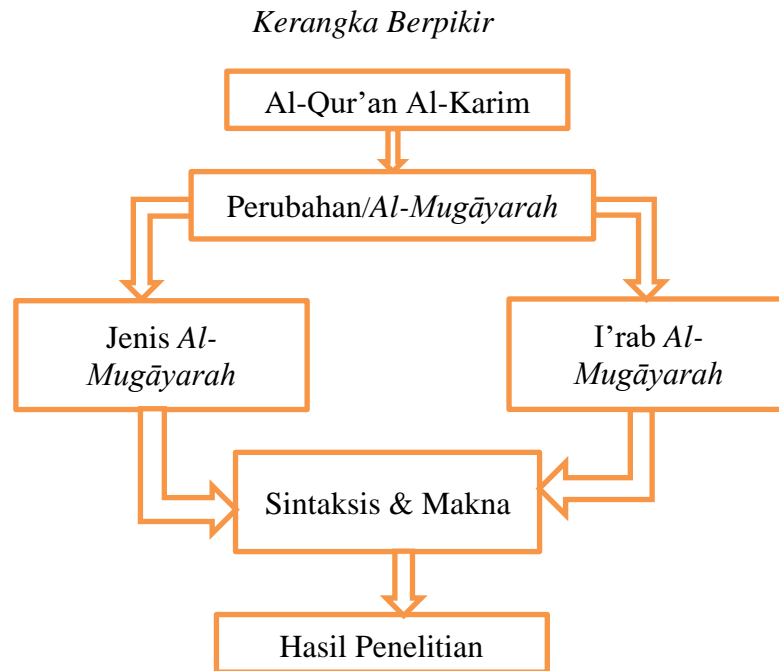 Kerangka Berpikir
Al-Qur’an Al-Karim
Perubahan/Al-Mugāyarah
Jenis Al-
Mugāyarah
I’rab Al-
Mugāyarah
Sintaksis & Makna
Hasil Penelitian